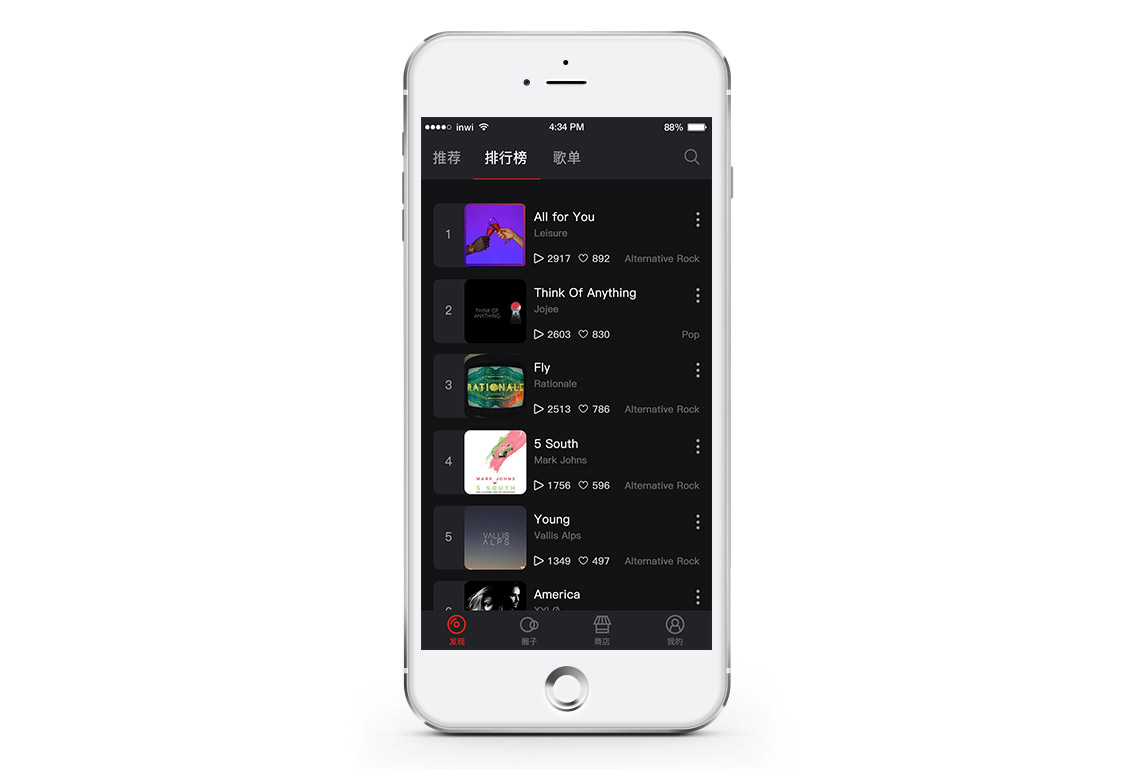 inwi 4:34 PM 88%
推荐 排行榜 歌单
1
All for You
Leisure
2917 892 Alternative Rock
2
THINK OF
ANYTHING
Think Of Anything
Jojee
2603 830 Pop
3
RATIONALE
Fly
Rationale
2513 786 Alternative Rock
4
MARK JOHNS
5 SOUTH
5 South
Mark Johns
1756 596 Alternative Rock
5
VALLIS
ALPS
Young
Vallis Alps
1349 497 Alternative Rock
America
发现 圈子 商店 我的